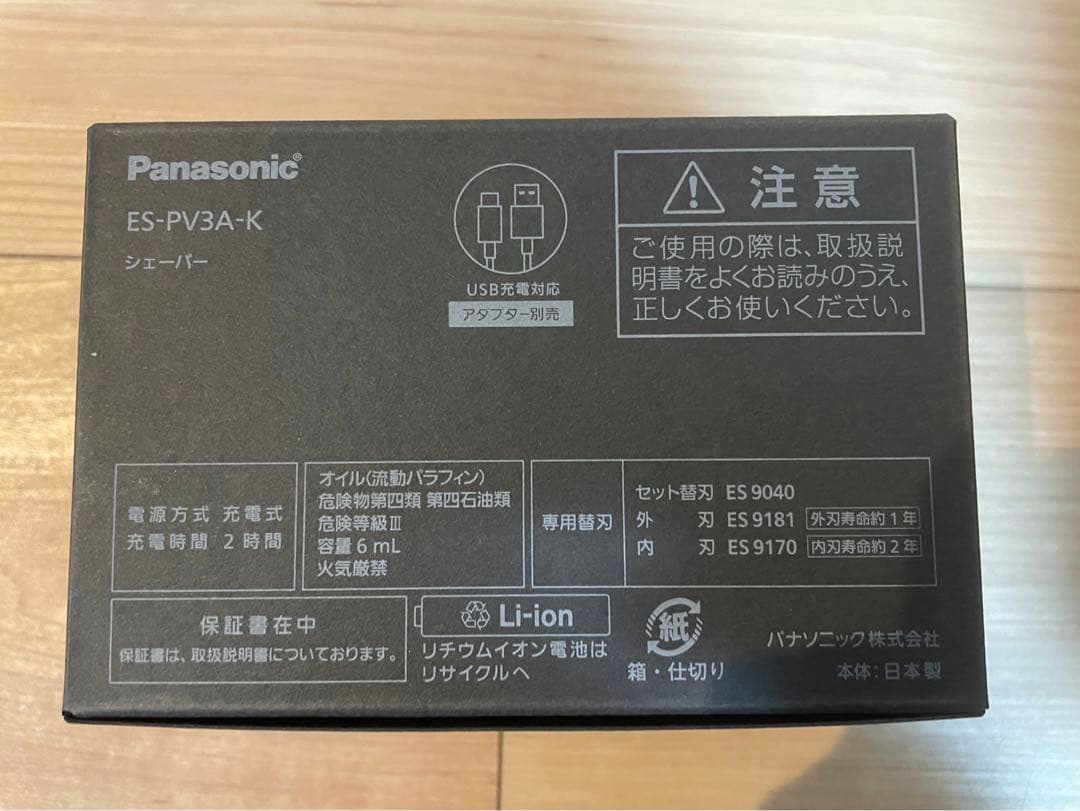 Panasonic®
ES-PV3A-K
シェーバー
USB充電対応
アダプター別売
注意
ご使用の際は、取扱説
明書をよくお読みのうえ、
正しくお使いください。
電源方式 充電式
充電時間 2時間
オイル(流動パラフィン)
危険物第四類 第四石油類
危険等級Ⅲ
容量6mL
火気厳禁
専用替刃
セット替刃 ES9040
外 刃 ES9181 外刃寿命約1年
内 刃 ES9170 内刃寿命約2年
保証書在中
保証書は、取扱説明書についております。
Li-ion
リチウムイオン電池は
リサイクルへ
紙
箱・仕切り
パナソニック株式会社
本体:日本製